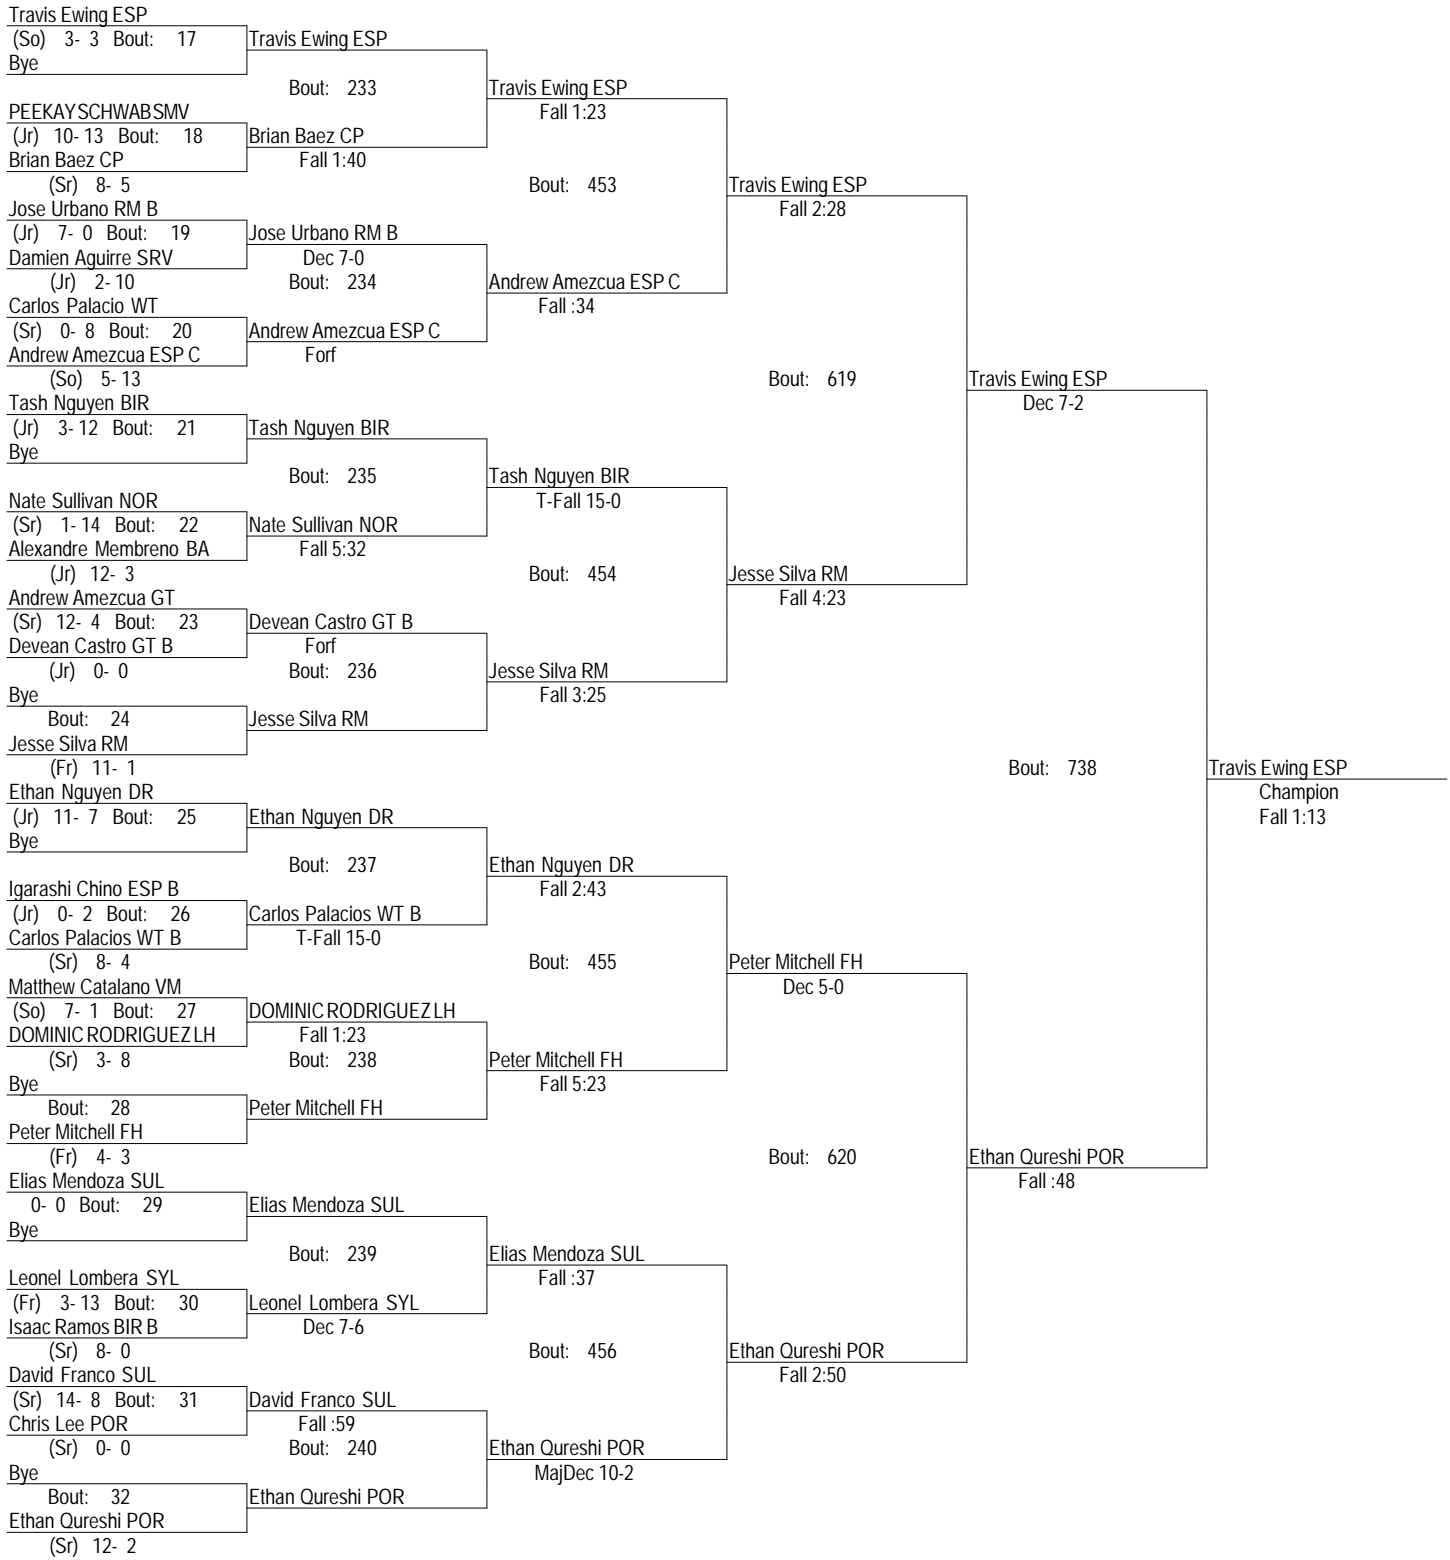 Travis Ewing ESP
(So) 3- 3 Bout: 17 Travis Ewing ESP
Bye
Bout: 233 Travis Ewing ESP
PEEKAY SCHWAB SMV Fall 1:23
(Jr) 10- 13 Bout: 18 Brian Baez CP
Brian Baez CP Fall 1:40
(Sr) 8- 5 Bout: 453 Travis Ewing ESP
Jose Urbano RM B Fall 2:28
(Jr) 7- 0 Bout: 19 Jose Urbano RM B
Damien Aguirre SRV Dec 7-0
(Jr) 2- 10 Bout: 234 Andrew Amezcua ESP C
Carlos Palacio WT Fall :34
(Sr) 0- 8 Bout: 20 Andrew Amezcua ESP C
Andrew Amezcua ESP C Forf
(So) 5- 13 Bout: 619 Travis Ewing ESP
Tash Nguyen BIR Dec 7-2
(Jr) 3- 12 Bout: 21 Tash Nguyen BIR
Bye
Bout: 235 Tash Nguyen BIR
Nate Sullivan NOR T-Fall 15-0
(Sr) 1- 14 Bout: 22 Nate Sullivan NOR
Alexandre Membreno BA Fall 5:32
(Jr) 12- 3 Bout: 454 Jesse Silva RM
Andrew Amezcua GT Fall 4:23
(Sr) 12- 4 Bout: 23 Devean Castro GT B
Devean Castro GT B Forf
(Jr) 0- 0 Bout: 236 Jesse Silva RM
Bye Fall 3:25
Bout: 24 Jesse Silva RM
Jesse Silva RM
(Fr) 11- 1 Bout: 738 Travis Ewing ESP
Ethan Nguyen DR Champion
(Jr) 11- 7 Bout: 25 Ethan Nguyen DR Fall 1:13
Bye
Bout: 237 Ethan Nguyen DR
Igarashi Chino ESP B Fall 2:43
(Jr) 0- 2 Bout: 26 Carlos Palacios WT B
Carlos Palacios WT B T-Fall 15-0
(Sr) 8- 4 Bout: 455 Peter Mitchell FH
Matthew Catalano VM Dec 5-0
(So) 7- 1 Bout: 27 DOMINIC RODRIGUEZ LH
DOMINIC RODRIGUEZ LH Fall 1:23
(Sr) 3- 8 Bout: 238 Peter Mitchell FH
Bye Fall 5:23
Bout: 28 Peter Mitchell FH
Peter Mitchell FH
(Fr) 4- 3 Bout: 620 Ethan Qureshi POR
Elias Mendoza SUL Fall :48
0- 0 Bout: 29 Elias Mendoza SUL
Bye
Bout: 239 Elias Mendoza SUL
Leonel Lombera SYL Fall :37
(Fr) 3- 13 Bout: 30 Leonel Lombera SYL
Isaac Ramos BIR B Dec 7-6
(Sr) 8- 0 Bout: 456 Ethan Qureshi POR
David Franco SUL Fall 2:50
(Sr) 14- 8 Bout: 31 David Franco SUL
Chris Lee POR Fall :59
(Sr) 0- 0 Bout: 240 Ethan Qureshi POR
Bye MajDec 10-2
Bout: 32 Ethan Qureshi POR
Ethan Qureshi POR
(Sr) 12- 2